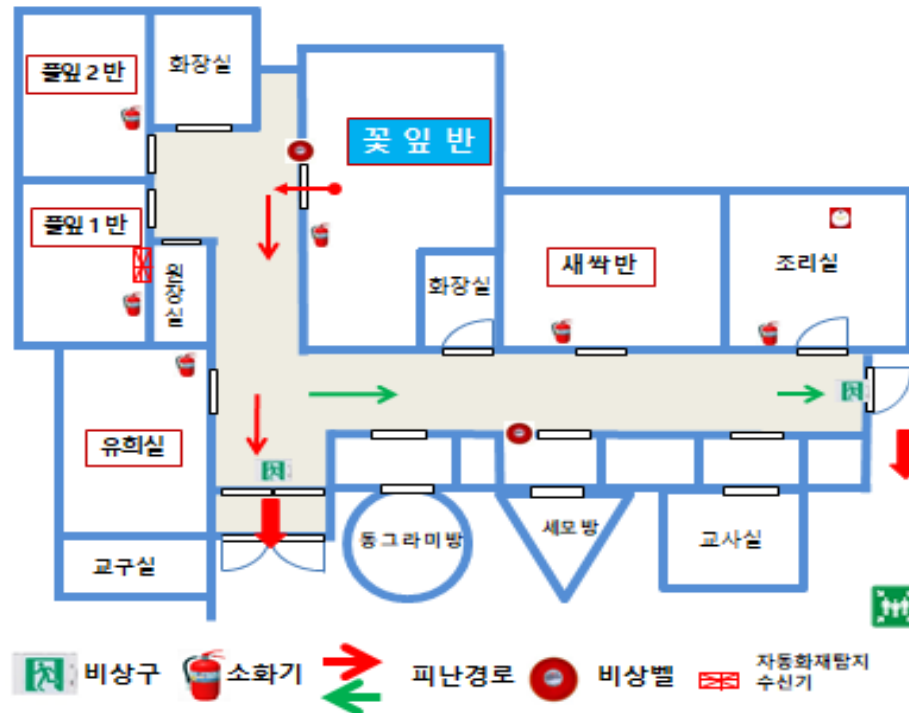 풀잎 2 반
화장실
꽃 잎 반
풀잎 1 반
원장실
화장실
새싹반
조리실
유희실
교구실
동그라미방
세모방
교사실
비상구
소화기
피난경로
비상벨
자동화재탐지
수신기